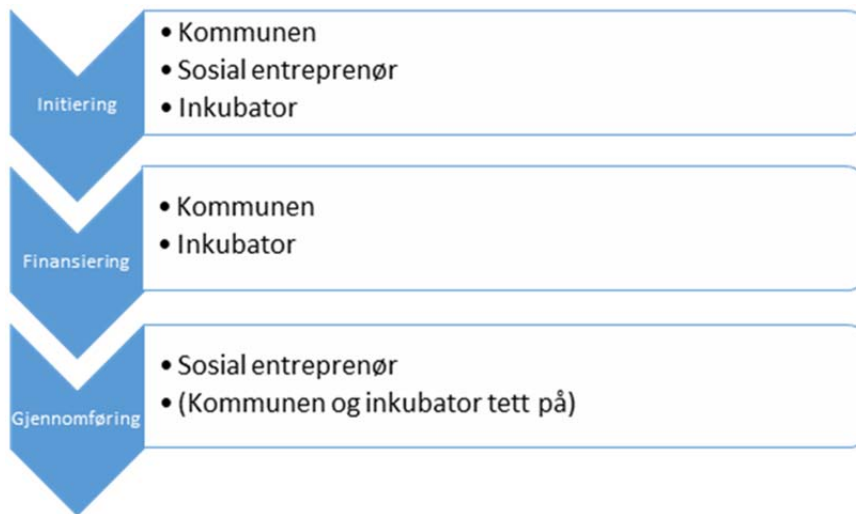 Initiering
• Kommunen
• Sosial entreprenør
• Inkubator
Finansiering
• Kommunen
• Inkubator
Gjennomføring
• Sosial entreprenør
• (Kommunen og inkubator tett på)